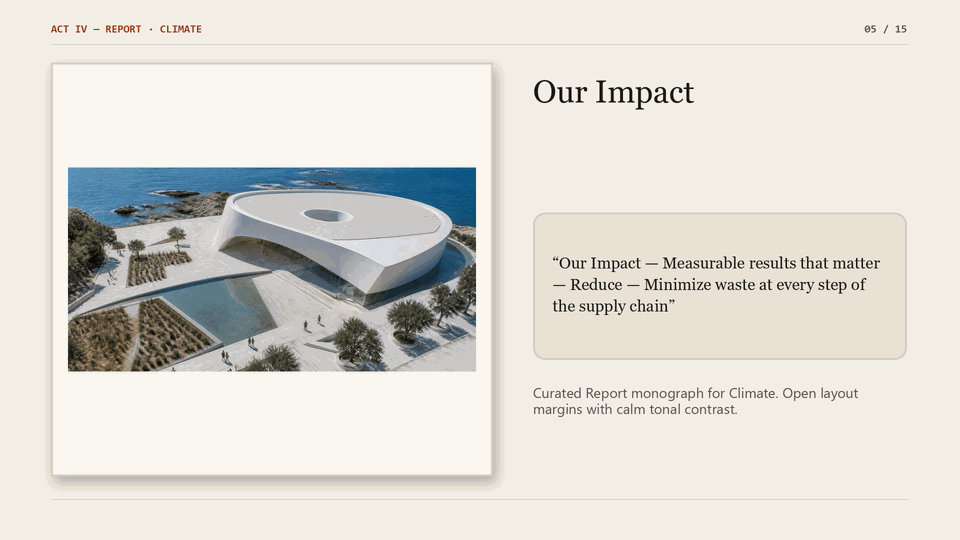 ACT IV — REPORT · CLIMATE
05 / 15
Our Impact
“Our Impact — Measurable results that matter
— Reduce — Minimize waste at every step of
the supply chain”
Curated Report monograph for Climate. Open layout
margins with calm tonal contrast.